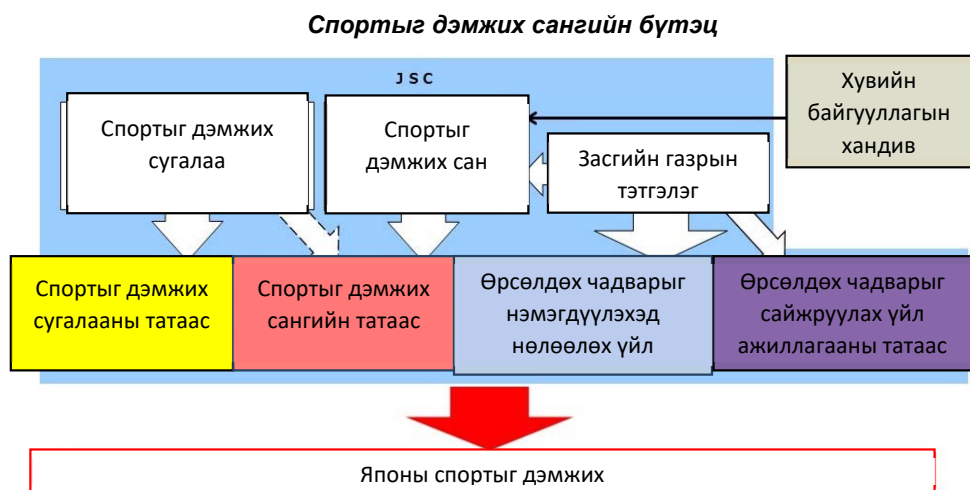 Спортыг дэмжих сангийн бүтэц
JSC
Хувийн
байгууллагын
хандив
Спортыг дэмжих
сугалаа
Спортыг
дэмжих сан
Засгийн газрын
тэтгэлэг
Спортыг дэмжих
сугалааны татаас
Спортыг дэмжих
сангийн татаас
Өрсөлдөх чадварыг
нэмэгдүүлэхэд
нөлөөлөх үйл
Өрсөлдөх чадварыг
сайжруулах үйл
ажиллагааны татаас
Японы спортыг дэмжих